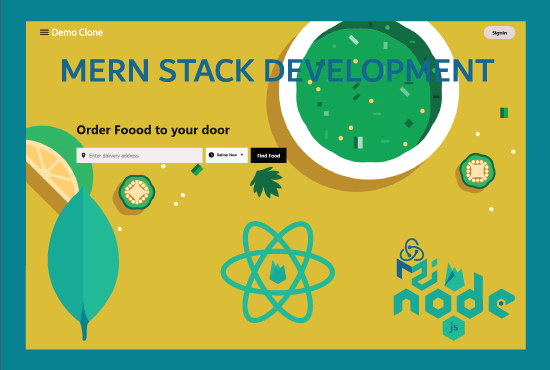 Demo Clone
Signin
MERN STACK DEVELOPMENT
Order Foood to your door
Enter delivery address
Deliver Now
Find Food
node
js